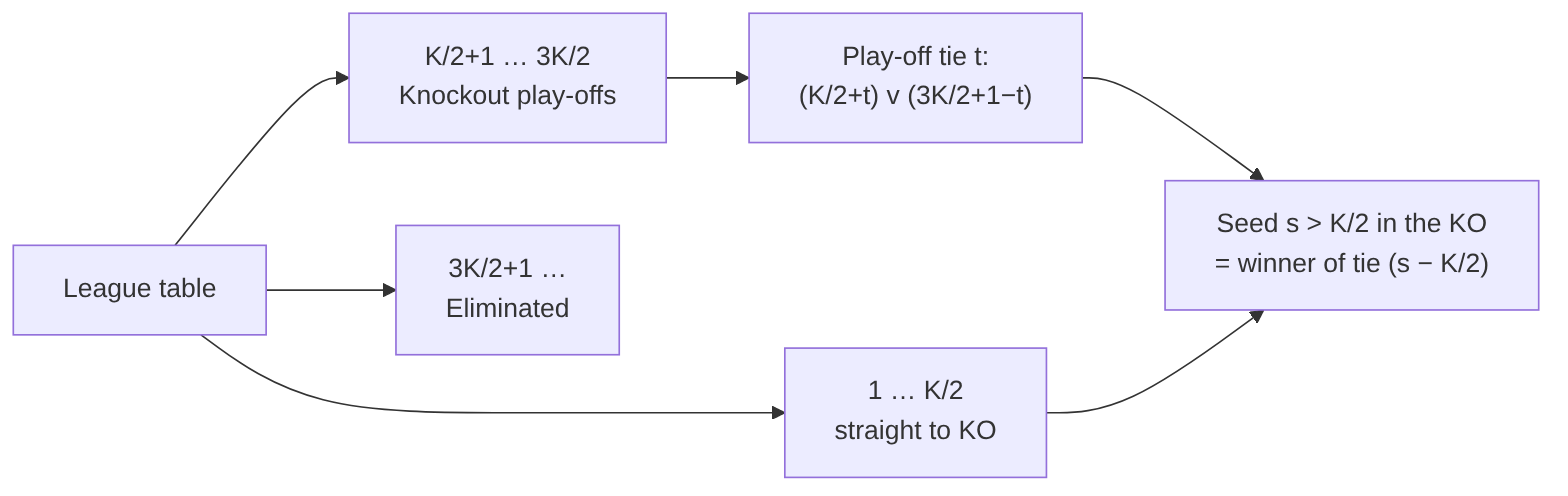 League table
K/2+1 … 3K/2
Knockout play-offs
Play-off tie t:
(K/2+t) v (3K/2+1−t)
3K/2+1 …
Eliminated
1 … K/2
straight to KO
Seed s > K/2 in the KO
= winner of tie (s − K/2)